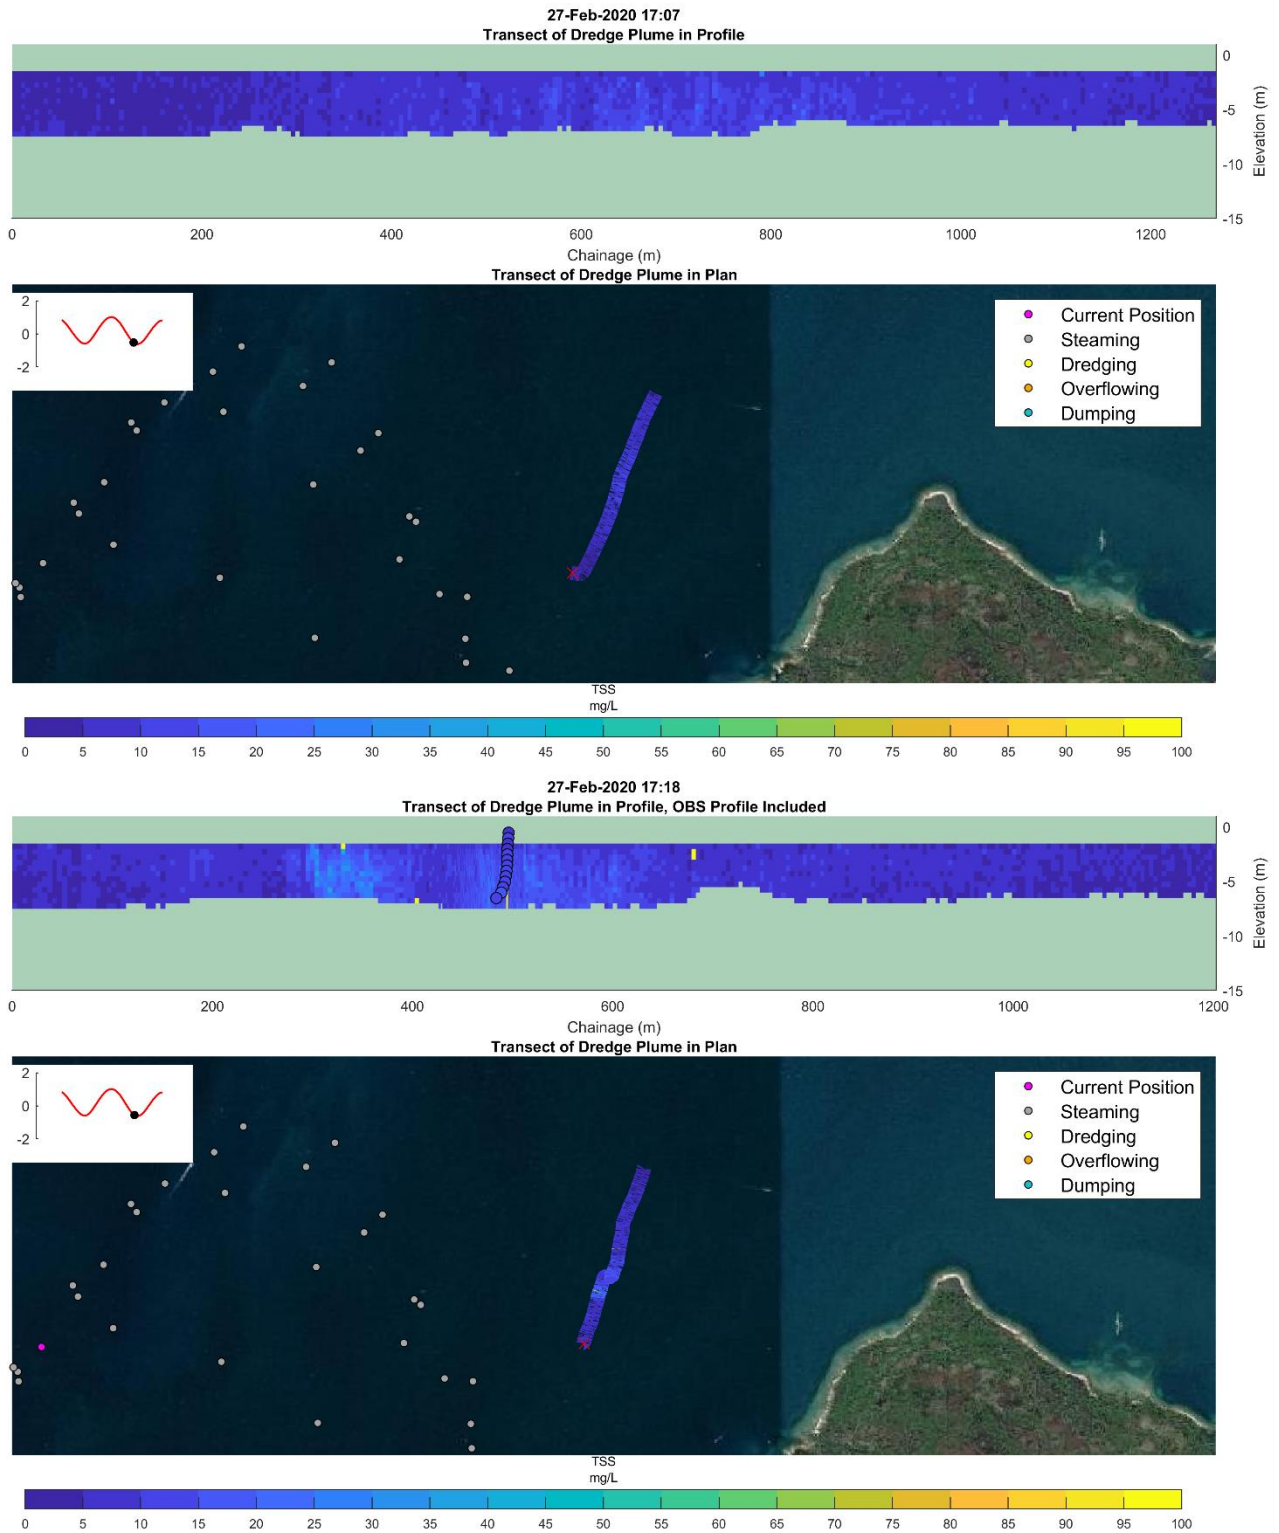 27-Feb-2020 17:07
Transect of Dredge Plume in Profile
0
-5
-10
-15
Elevation (m)
0 200 400 600 800 1000 1200
Chainage (m)
Transect of Dredge Plume in Plan
2
0
-2
Current Position
Steaming
Dredging
Overflowing
Dumping
TSS
mg/L
0 5 10 15 20 25 30 35 40 45 50 55 60 65 70 75 80 85 90 95 100
27-Feb-2020 17:18
Transect of Dredge Plume in Profile, OBS Profile Included
0
-5
-10
-15
Elevation (m)
0 200 400 600 800 1000 1200
Chainage (m)
Transect of Dredge Plume in Plan
2
0
-2
Current Position
Steaming
Dredging
Overflowing
Dumping
TSS
mg/L
0 5 10 15 20 25 30 35 40 45 50 55 60 65 70 75 80 85 90 95 100